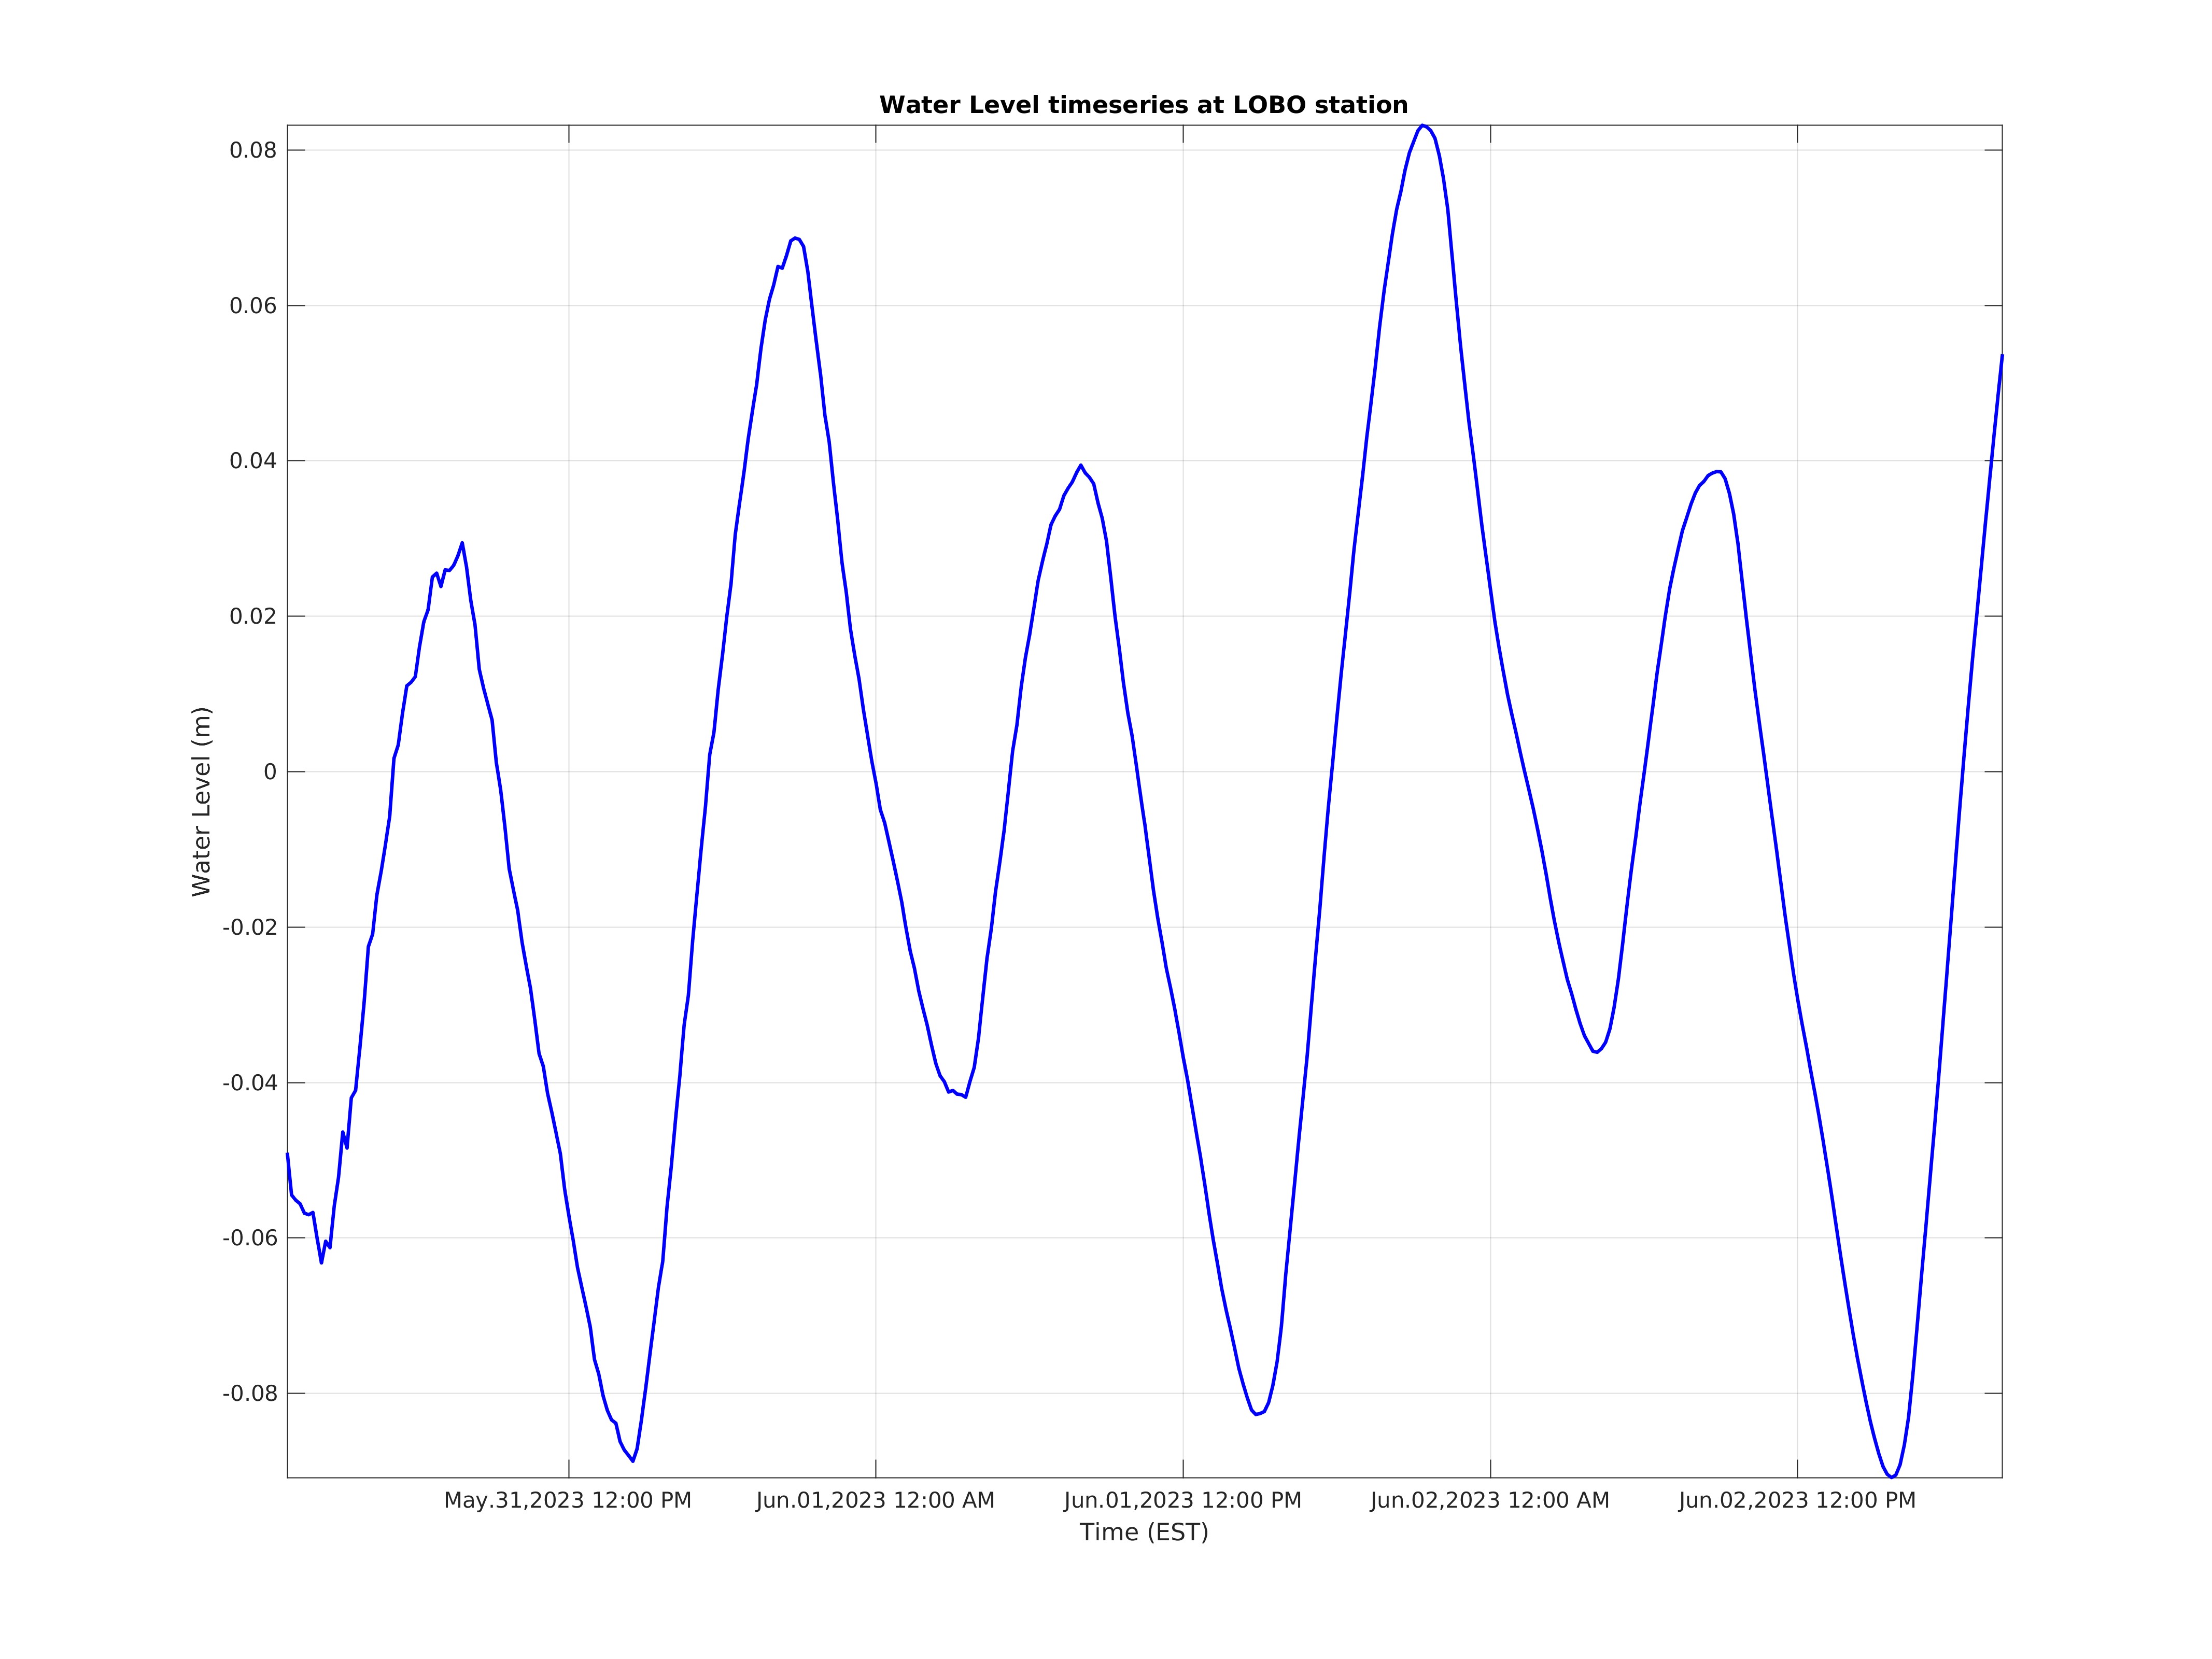 Water Level timeseries at LOBO station
0.08
0.06
0.04
0.02
0
-0.02
-0.04
-0.06
-0.08
Water Level (m)
May.31,2023 12:00 PM
Jun.01,2023 12:00 AM
Jun.01,2023 12:00 PM
Jun.02,2023 12:00 AM
Jun.02,2023 12:00 PM
Time (EST)